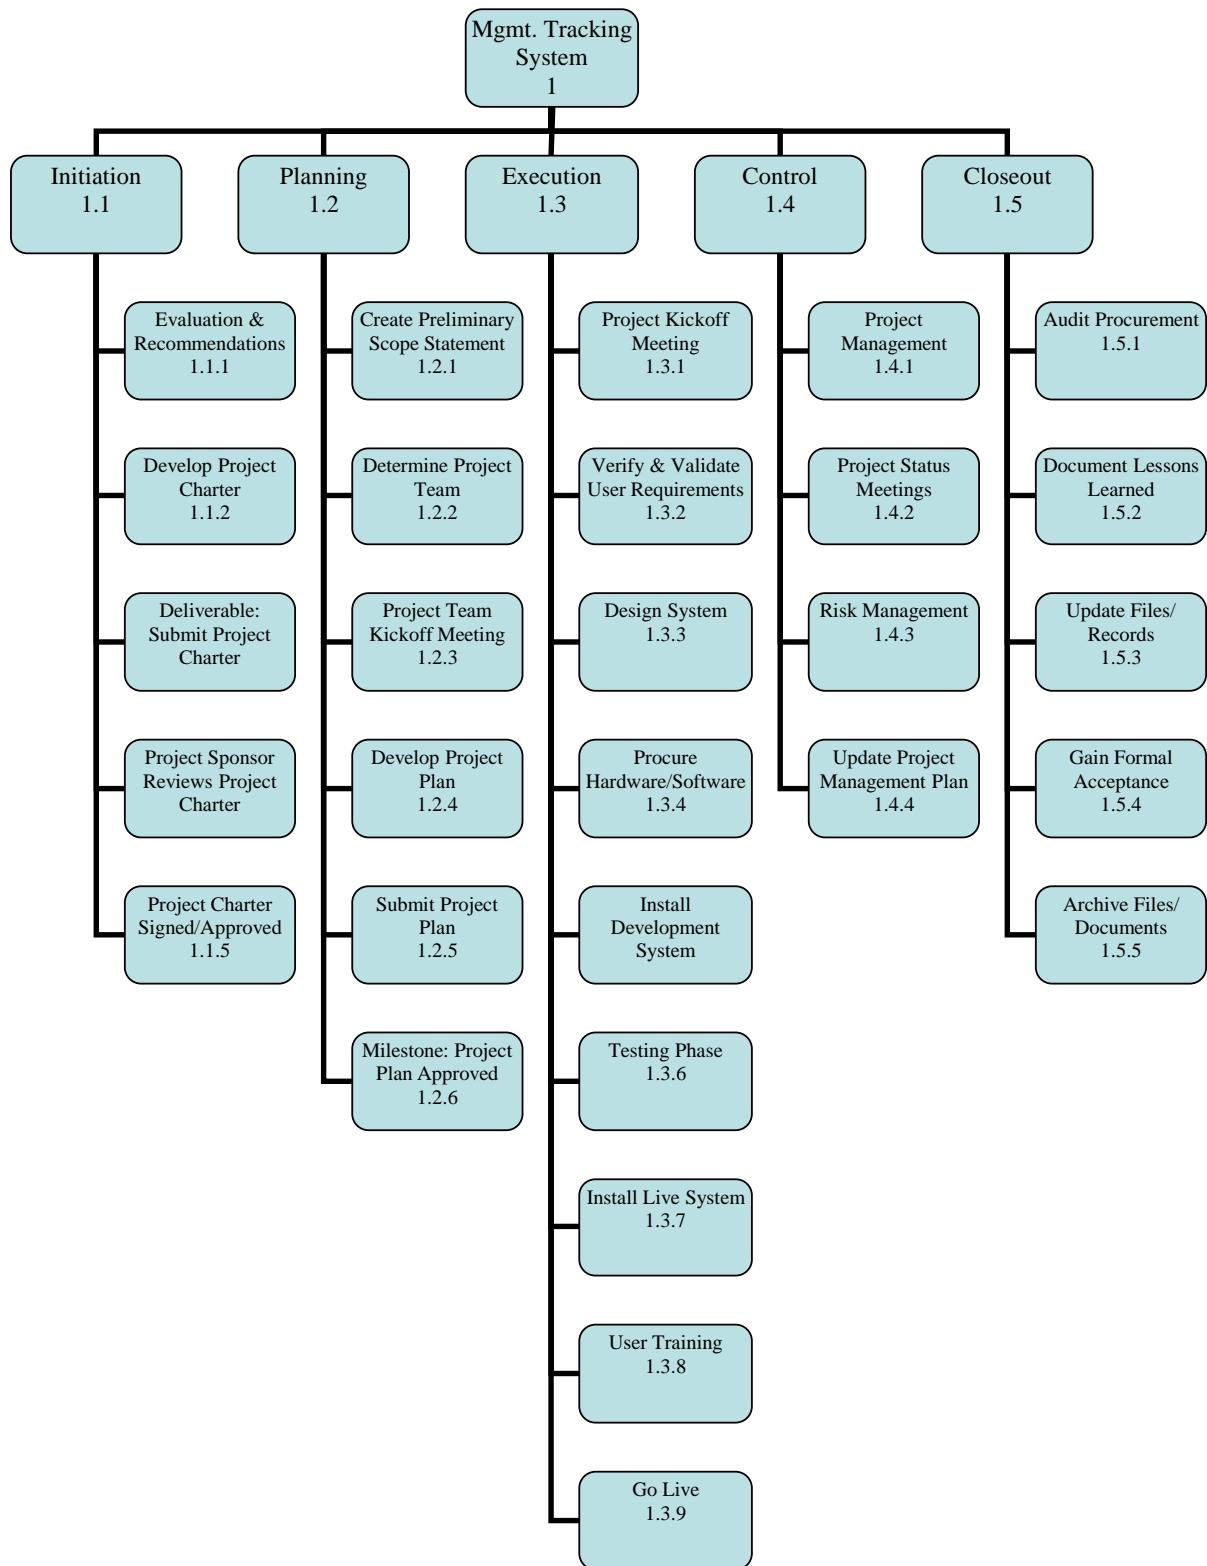 Mgmt. Tracking
System
1
Initiation
1.1
Planning
1.2
Execution
1.3
Control
1.4
Closeout
1.5
Evaluation &
Recommendations
1.1.1
Develop Project
Charter
1.1.2
Deliverable:
Submit Project
Charter
Project Sponsor
Reviews Project
Charter
Project Charter
Signed/Approved
1.1.5
Create Preliminary
Scope Statement
1.2.1
Determine Project
Team
1.2.2
Project Team
Kickoff Meeting
1.2.3
Develop Project
Plan
1.2.4
Submit Project
Plan
1.2.5
Milestone: Project
Plan Approved
1.2.6
Project Kickoff
Meeting
1.3.1
Verify & Validate
User Requirements
1.3.2
Design System
1.3.3
Procure
Hardware/Software
1.3.4
Install
Development
System
Testing Phase
1.3.6
Install Live System
1.3.7
User Training
1.3.8
Go Live
1.3.9
Project
Management
1.4.1
Project Status
Meetings
1.4.2
Risk Management
1.4.3
Update Project
Management Plan
1.4.4
Audit Procurement
1.5.1
Document Lessons
Learned
1.5.2
Update Files/
Records
1.5.3
Gain Formal
Acceptance
1.5.4
Archive Files/
Documents
1.5.5